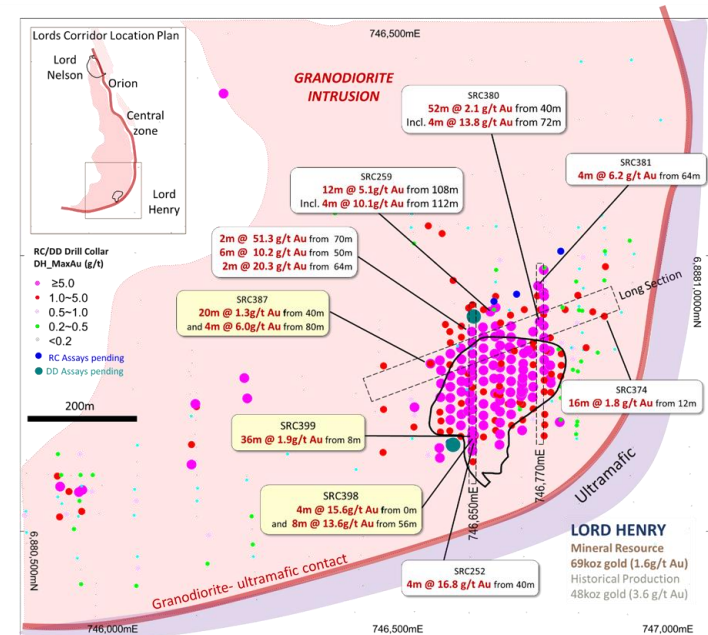 Lords Corridor Location Plan
Lord
Nelson
Orion
Central
zone
Lord
Henry
746,500mE
GRANODIORITE
INTRUSION
SRC380
52m @ 2.1 g/t Au from 40m
Incl. 4m @ 13.8 g/t Au from 72m
SRC381
4m @ 6.2 g/t Au from 64m
SRC259
12m @ 5.1g/t Au from 108m
Incl. 4m @ 10.1g/t Au from 112m
2m @ 51.3 g/t Au from 70m
6m @ 10.2 g/t Au from 50m
2m @ 20.3 g/t Au from 64m
RC/DD Drill Collar
DH_MaxAu (g/t)
≥5.0
1.0~5.0
0.5~1.0
0.2~0.5
<0.2
RC Assays pending
DD Assays pending
SRC387
20m @ 1.3g/t Au from 40m
and 4m @ 6.0g/t Au from 80m
Long Section
6,8881,0000mN
200m
SRC374
16m @ 1.8 g/t Au from 12m
SRC399
36m @ 1.9g/t Au from 8m
746,650mE
746,770mE
Ultramafic
SRC398
4m @ 15.6g/t Au from 0m
and 8m @ 13.6g/t Au from 56m
6,880,500mN
LORD HENRY
Mineral Resource
69koz gold (1.6g/t Au)
Historical Production
48koz gold (3.6 g/t Au)
Granodiorite- ultramafic contact
SRC252
4m @ 16.8 g/t Au from 40m
746,000mE
746,500mE
747,000mE